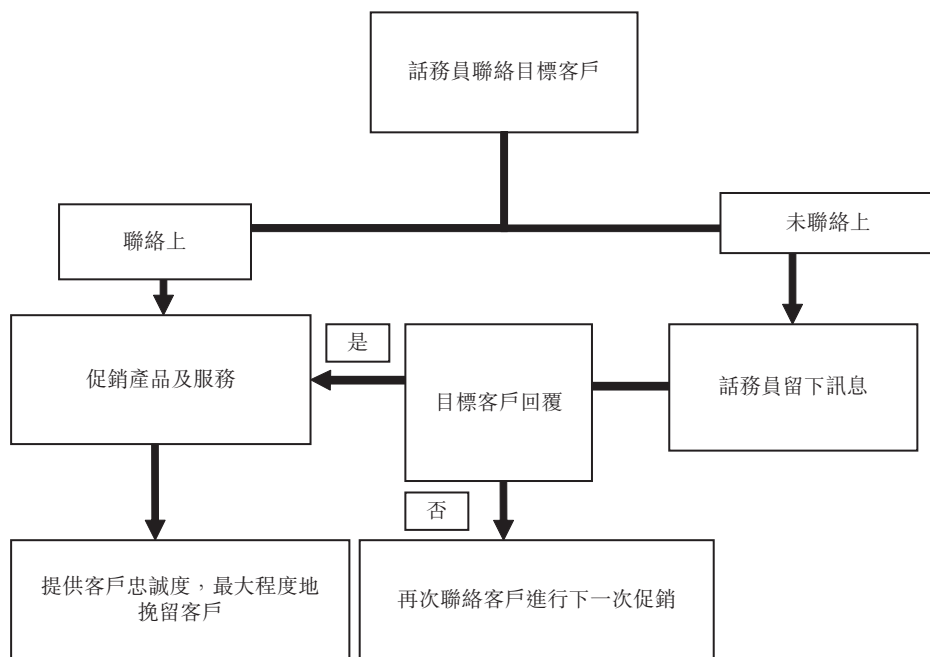 話務員聯絡目標客戶
聯絡上
未聯絡上
促銷產品及服務
是
目標客戶回覆
話務員留下訊息
否
提供客戶忠誠度，最大程度地
挽留客戶
再次聯絡客戶進行下一次促銷